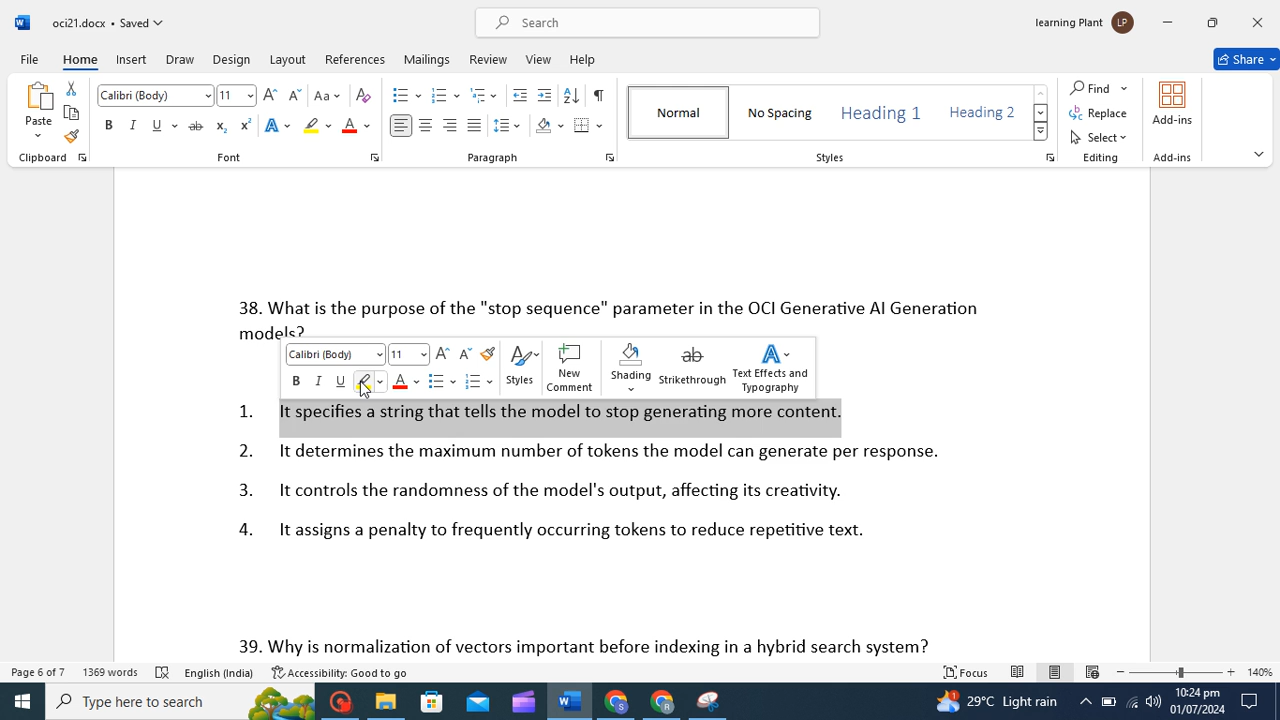 oci21.docx • Saved
Search
learning Plant
LP
File Home Insert Draw Design Layout References Mailings Review View Help
Share
Paste
Clipboard
Calibri (Body) 11
Font
Paragraph
Normal
No Spacing
Heading 1
Heading 2
Styles
Find
Replace
Select
Editing
Add-ins
Add-ins
38. What is the purpose of the "stop sequence" parameter in the OCI Generative AI Generation
models?
Calibri (Body) 11
Styles
New
Comment
Shading
Strikethrough
Text Effects and
Typography
1. It specifies a string that tells the model to stop generating more content.
2. It determines the maximum number of tokens the model can generate per response.
3. It controls the randomness of the model's output, affecting its creativity.
4. It assigns a penalty to frequently occurring tokens to reduce repetitive text.
39. Why is normalization of vectors important before indexing in a hybrid search system?
Page 6 of 7 1369 words English (India) Accessibility: Good to go Focus 140%
Type here to search
29°C Light rain
10:24 pm
01/07/2024